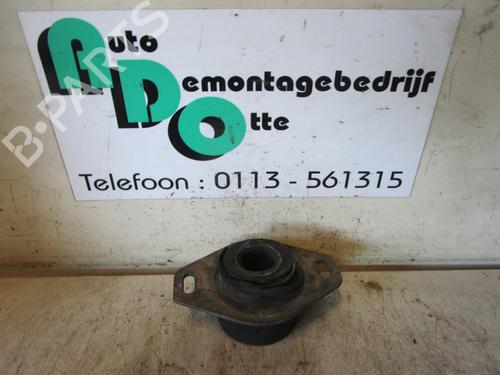 Auto
Demontagebedrijf
Otte
Telefoon : 0113 - 561315
B-PARTS